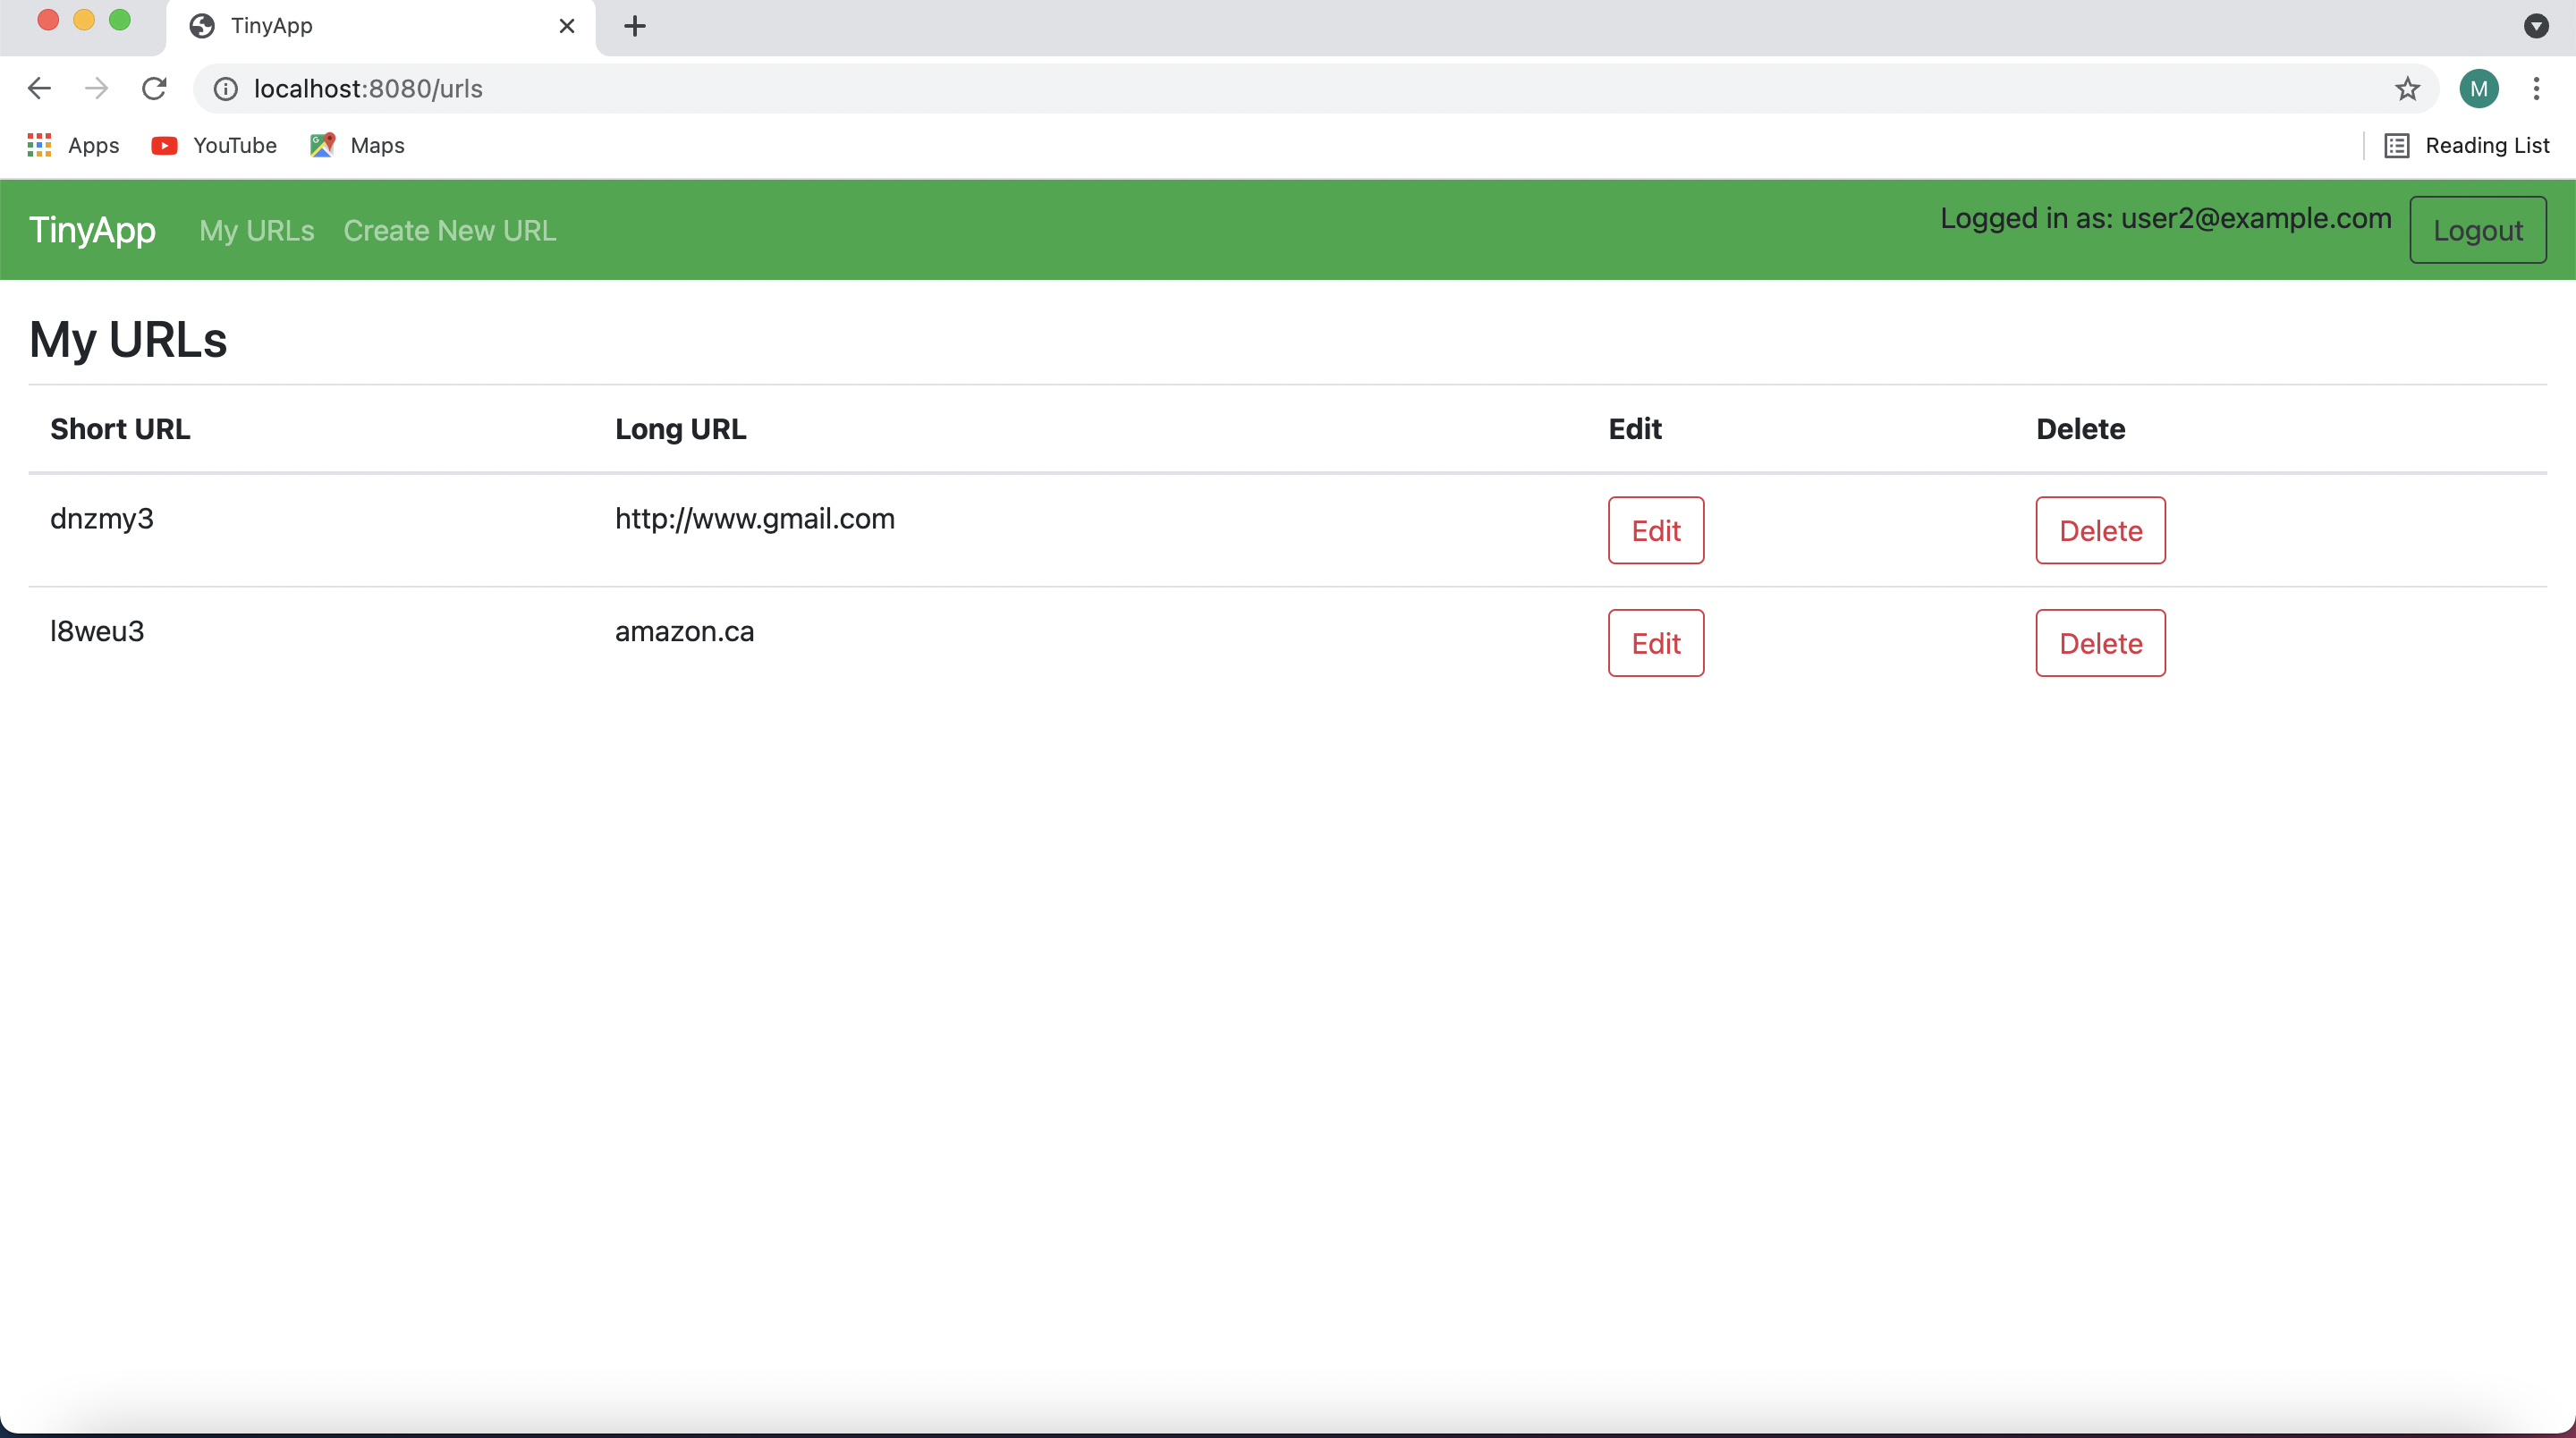 TinyApp
localhost:8080/urls
M
Apps YouTube Maps Reading List
TinyApp My URLs Create New URL Logged in as: user2@example.com Logout
My URLs
Short URL Long URL Edit Delete
dnzmy3 http://www.gmail.com Edit Delete
l8weu3 amazon.ca Edit Delete